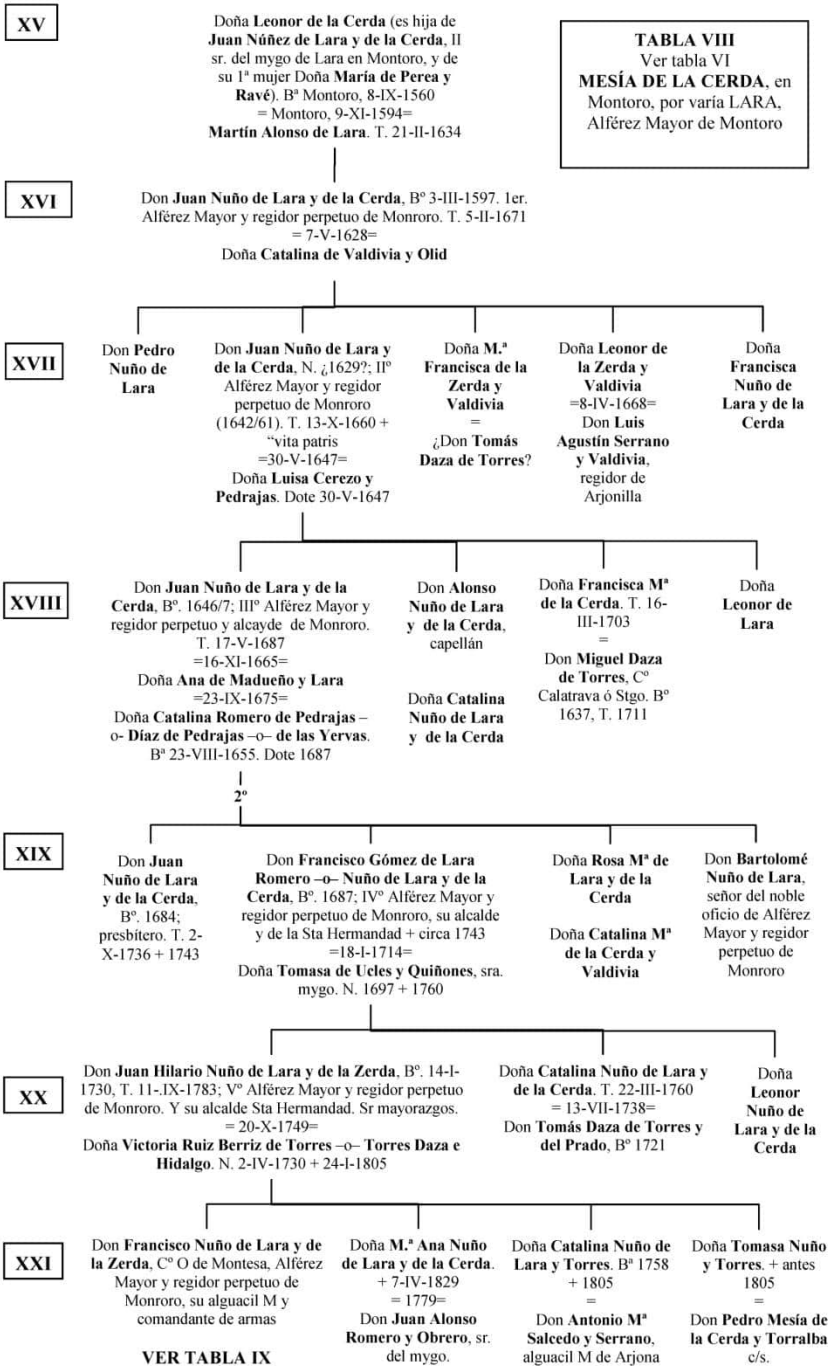 XV
Doña Leonor de la Cerda (es hija de
Juan Núñez de Lara y de la Cerda, II
sr. del mygo de Lara en Montoro, y de
su 1ª mujer Doña María de Perea y
Ravé). Bª Montoro, 8-IX-1560
= Montoro, 9-XI-1594=
Martín Alonso de Lara. T. 21-II-1634
TABLA VIII
Ver tabla VI
MESÍA DE LA CERDA, en
Montoro, por varía LARA,
Alférez Mayor de Montoro
XVI
Don Juan Nuño de Lara y de la Cerda, Bº 3-III-1597. 1er.
Alférez Mayor y regidor perpetuo de Monroro. T. 5-II-1671
= 7-V-1628=
Doña Catalina de Valdivia y Olid
XVII
Don Pedro
Nuño de
Lara
Don Juan Nuño de Lara y
de la Cerda, N. ¿1629?; IIº
Alférez Mayor y regidor
perpetuo de Monroro
(1642/61). T. 13-X-1660 +
“vita patris
=30-V-1647=
Doña Luisa Cerezo y
Pedrajas. Dote 30-V-1647
Doña M.ª
Francisca de la
Zerda y
Valdivia
=
¿Don Tomás
Daza de Torres?
Doña Leonor de
la Zerda y
Valdivia
=8-IV-1668=
Don Luis
Agustín Serrano
y Valdivia,
regidor de
Arjonilla
Doña
Francisca
Nuño de
Lara y de la
Cerda
XVIII
Don Juan Nuño de Lara y de la
Cerda, Bº. 1646/7; IIIº Alférez Mayor y
regidor perpetuo y alcayde de Monroro.
T. 17-V-1687
=16-XI-1665=
Doña Ana de Madueño y Lara
=23-IX-1675=
Doña Catalina Romero de Pedrajas –
o- Díaz de Pedrajas –o– de las Yervas.
Bª 23-VIII-1655. Dote 1687
Don Alonso
Nuño de Lara
y de la Cerda,
capellán
Doña Catalina
Nuño de Lara
y de la Cerda
Doña Francisca Mª
de la Cerda. T. 16-
III-1703
=
Don Miguel Daza
de Torres, Cº
Calatrava ó Stgo. Bº
1637, T. 1711
Doña
Leonor de
Lara
2º
XIX
Don Juan
Nuño de Lara
y de la Cerda,
Bº. 1684;
presbítero. T. 2-
X-1736 + 1743
Don Francisco Gómez de Lara
Romero –o– Nuño de Lara y de la
Cerda, Bº. 1687; IVº Alférez Mayor y
regidor perpetuo de Monroro, su alcalde
y de la Sta Hermandad + circa 1743
=18-I-1714=
Doña Tomasa de Ucles y Quiñones, sra.
mygo. N. 1697 + 1760
Doña Rosa Mª de
Lara y de la
Cerda
Doña Catalina Mª
de la Cerda y
Valdivia
Don Bartolomé
Nuño de Lara,
señor del noble
oficio de Alférez
Mayor y regidor
perpetuo de
Monroro
XX
Don Juan Hilario Nuño de Lara y de la Zerda, Bº. 14-I-
1730, T. 11-.IX-1783; Vº Alférez Mayor y regidor perpetuo
de Monroro. Y su alcalde Sta Hermandad. Sr mayorazgos.
= 20-X-1749=
Doña Victoria Ruiz Berriz de Torres –o– Torres Daza e
Hidalgo. N. 2-IV-1730 + 24-I-1805
Doña Catalina Nuño de Lara y
de la Cerda. T. 22-III-1760
= 13-VII-1738=
Don Tomás Daza de Torres y
del Prado, Bº 1721
Doña
Leonor
Nuño de
Lara y de la
Cerda
XXI
Don Francisco Nuño de Lara y de
la Zerda, Cº O de Montesa, Alférez
Mayor y regidor perpetuo de
Monroro, su alguacil M y
comandante de armas
VER TABLA IX
Doña M.ª Ana Nuño
de Lara y de la Cerda.
+ 7-IV-1829
= 1779=
Don Juan Alonso
Romero y Obrero, sr.
del mygo.
Doña Catalina Nuño de
Lara y Torres. Bª 1758
+ 1805
=
Don Antonio Mª
Salcedo y Serrano,
alguacil M de Arjona
Doña Tomasa Nuño
y Torres. + antes
1805
=
Don Pedro Mesía de
la Cerda y Torralba
c/s.